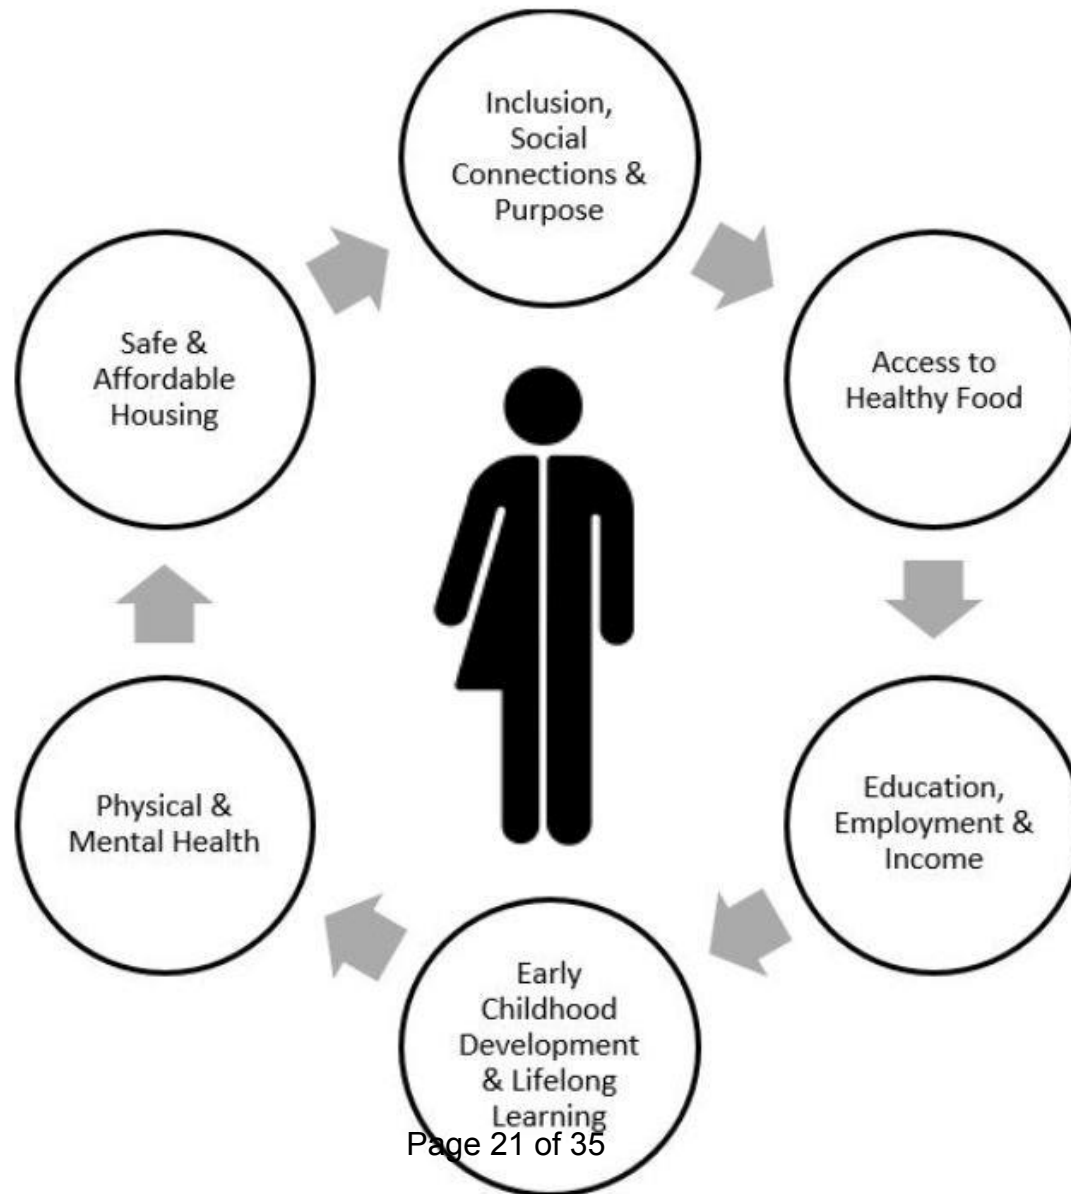 Inclusion,
Social
Connections &
Purpose
Access to
Healthy Food
Education,
Employment &
Income
Early
Childhood
Development
& Lifelong
Learning
Physical &
Mental Health
Safe &
Affordable
Housing
Page 21 of 35